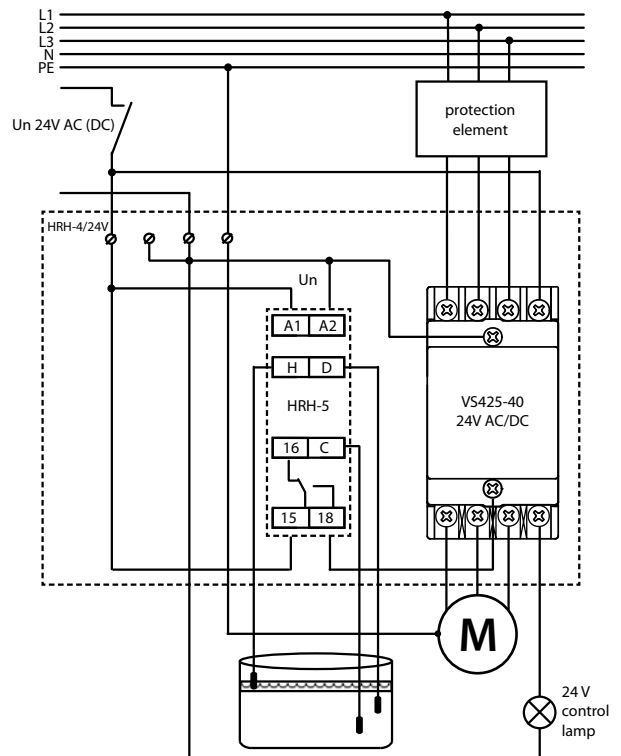 L1
L2
L3
N
PE
protection
element
Un 24V AC (DC)
HRH-4/24V
Un
A1 A2
H D
HRH-5
VS425-40
24V AC/DC
16 C
15 18
M
24 V
control
lamp